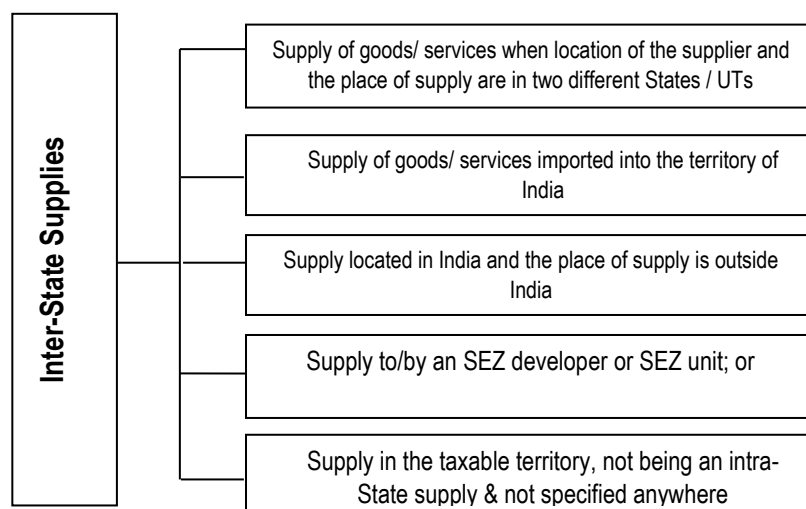 Inter-State Supplies
Supply of goods/ services when location of the supplier and
the place of supply are in two different States / UTs
Supply of goods/ services imported into the territory of
India
Supply located in India and the place of supply is outside
India
Supply to/by an SEZ developer or SEZ unit; or
Supply in the taxable territory, not being an intra-
State supply & not specified anywhere